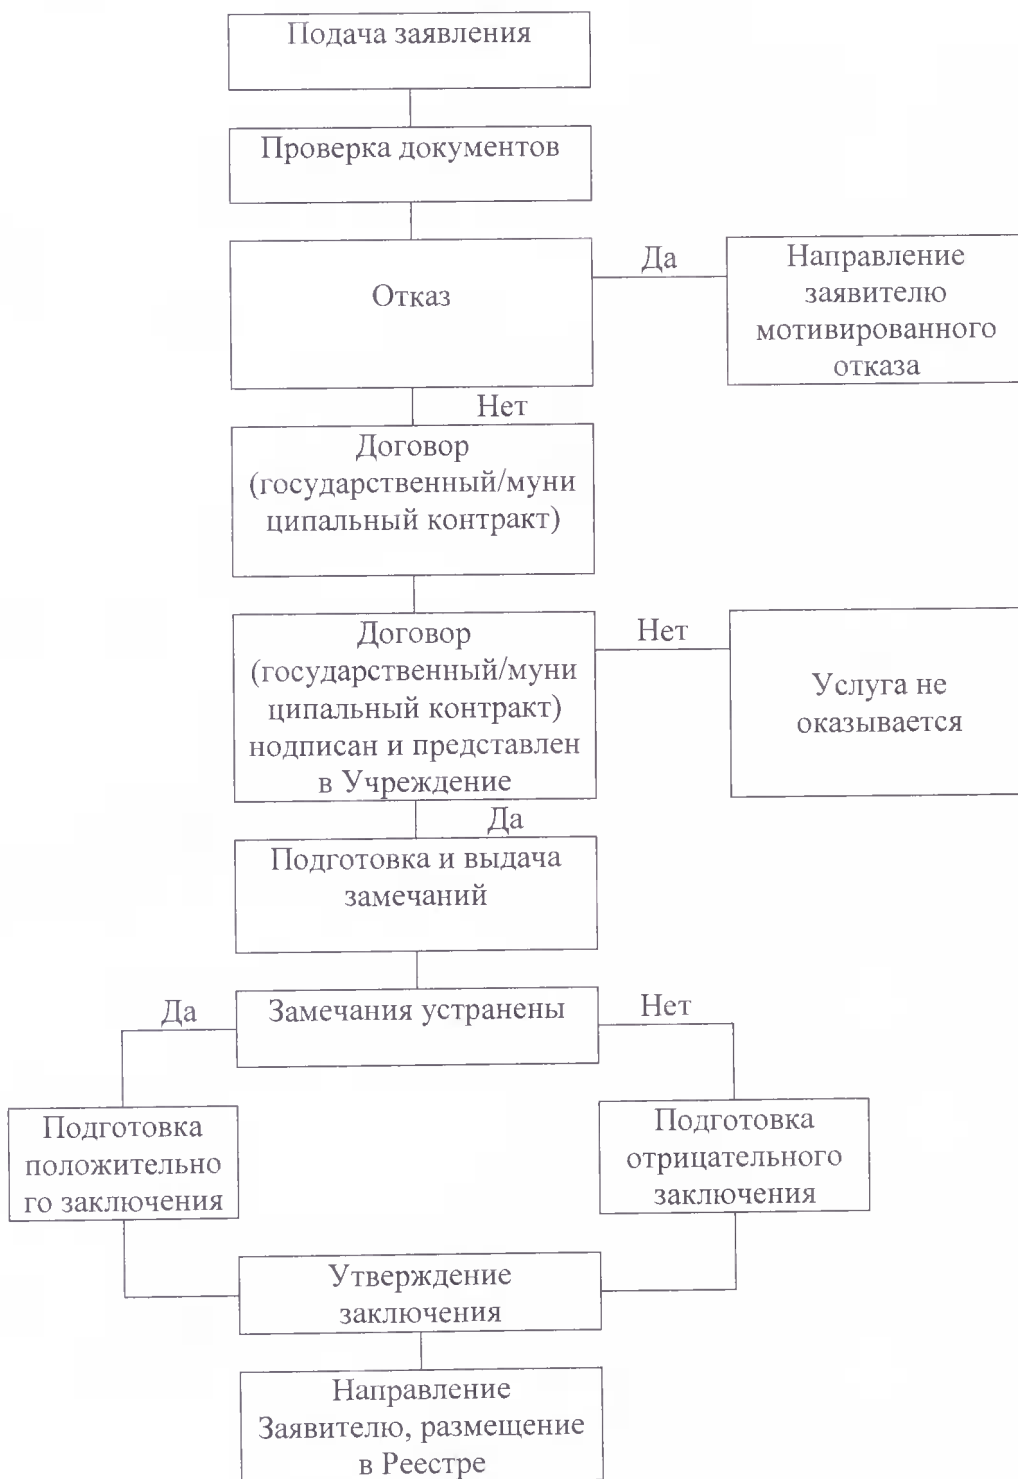 Подача заявления
Проверка документов
Отказ
Да
Направление
заявителю
мотивированного
отказа
Нет
Договор
(государственный/муни
ципальный контракт)
Договор
(государственный/муни
ципальный контракт)
нодписан и представлен
в Учреждение
Нет
Услуга не
оказывается
Да
Подготовка и выдача
замечаний
Замечания устранены
Да
Нет
Подготовка
положительно
го заключения
Подготовка
отрицательного
заключения
Утверждение
заключения
Направление
Заявителю, размещение
в Реестре